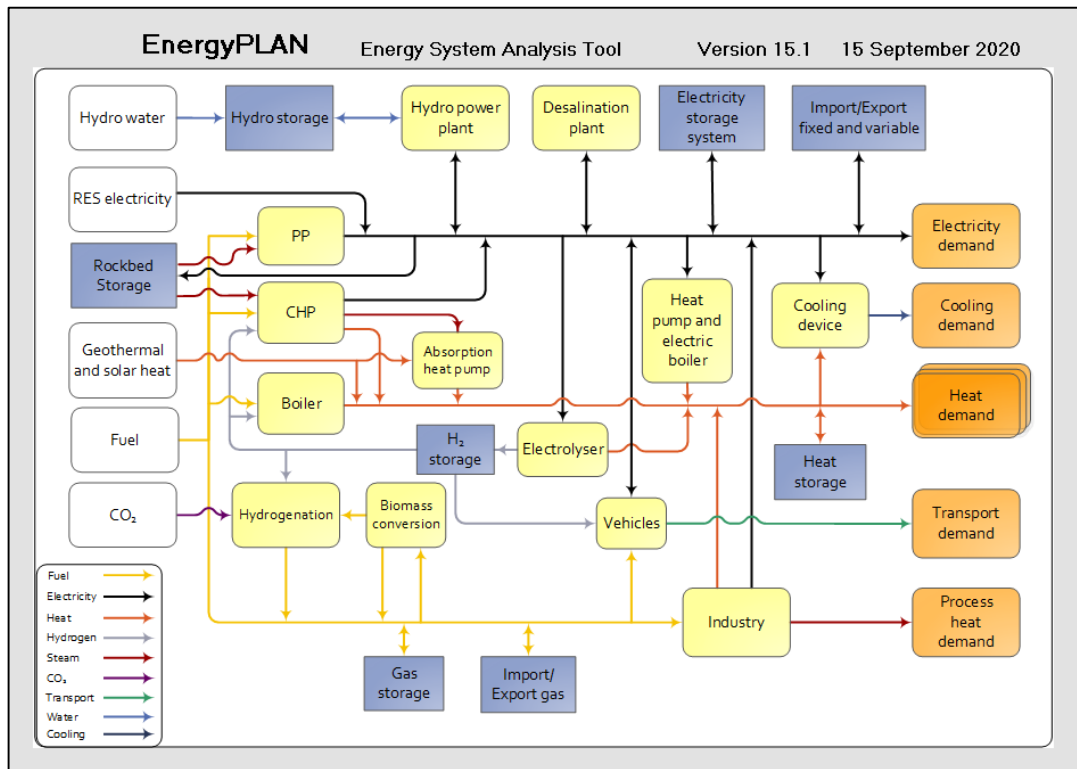 EnergyPLAN Energy System Analysis Tool Version 15.1 15 September 2020
Hydro water
Hydro storage
Hydro power
plant
Desalination
plant
Electricity
storage
system
Import/Export
fixed and variable
RES electricity
PP
Electricity
demand
Rockbed
Storage
CHP
Heat
pump and
electric
boiler
Cooling
device
Cooling
demand
Geothermal
and solar heat
Absorption
heat pump
Boiler
Heat
demand
Fuel
H₂
storage
Electrolyser
Heat
storage
CO₂
Hydrogenation
Biomass
conversion
Vehicles
Transport
demand
Industry
Process
heat
demand
Gas
storage
Import/
Export gas
Fuel
Electricity
Heat
Hydrogen
Steam
CO₂
Transport
Water
Cooling